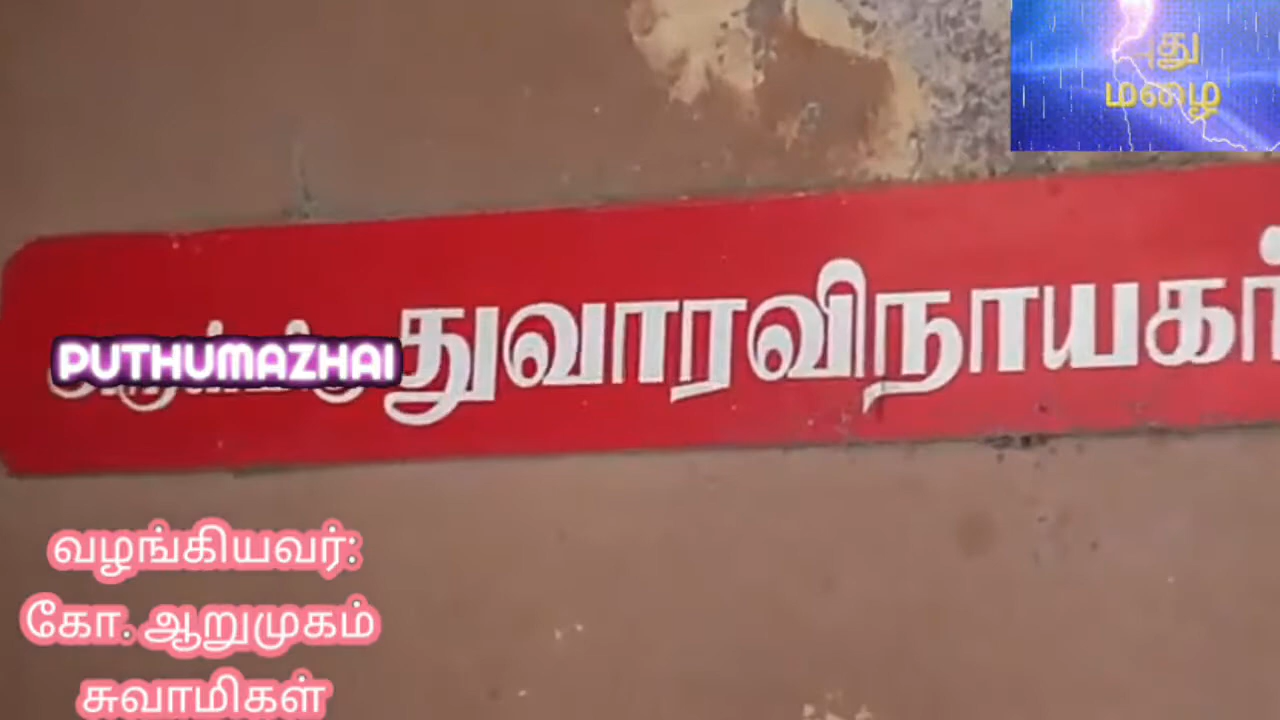 புது
மழை
துவாரவிநாயகர்
PUTHUMAZHAI
வழங்கியவர்:
கோ. ஆறுமுகம்
சுவாமிகள்